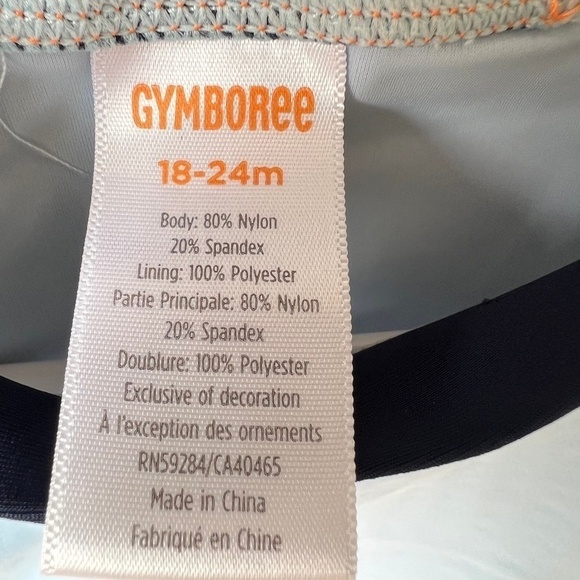 GYMBOREE
18-24m
Body: 80% Nylon
20% Spandex
Lining: 100% Polyester
Partie Principale: 80% Nylon
20% Spandex
Doublure: 100% Polyester
Exclusive of decoration
À l'exception des ornements
RN59284/CA40465
Made in China
Fabriqué en Chine